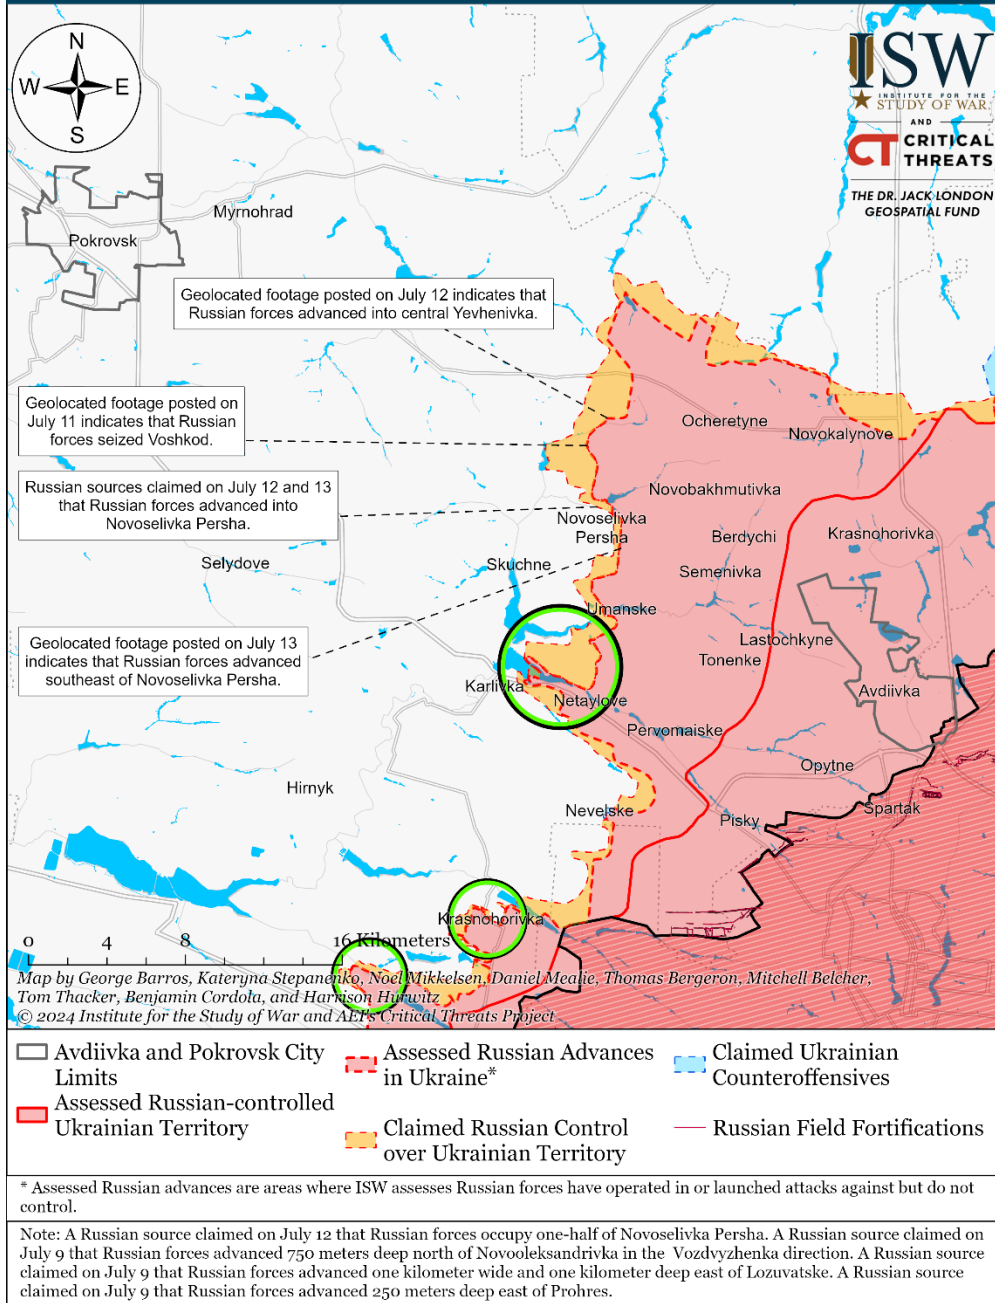 N
W
E
S
ISW
INSTITUTE FOR THE
STUDY OF WAR
AND
CT CRITICAL
THREATS
THE DR. JACK LONDON
GEOSPATIAL FUND
Myrnohrad
Pokrovsk
Geolocated footage posted on July 12 indicates that
Russian forces advanced into central Yevhenivka.
Geolocated footage posted on
July 11 indicates that Russian
forces seized Voshkod.
Ocheretyne
Novokalynove
Russian sources claimed on July 12 and 13
that Russian forces advanced into
Novoselivka Persha.
Novobakhmutivka
Novoselivka
Persha
Berdychi
Krasnohorivka
Selydove
Skuchne
Semenivka
Umanske
Geolocated footage posted on July 13
indicates that Russian forces advanced
southeast of Novoselivka Persha.
Lastochkyne
Tonenke
Karlivka
Netaylove
Avdiivka
Pervomaiske
Opytne
Hirnyk
Nevelske
Pisky
Spartak
Krasnohorivka
0 4 8 16 Kilometers
Map by George Barros, Kateryna Stepanenko, Noel Mikkelsen, Daniel Mealie, Thomas Bergeron, Mitchell Belcher,
Tom Thacker, Benjamin Cordola, and Harrison Hurwitz
© 2024 Institute for the Study of War and AEI's Critical Threats Project
Avdiivka and Pokrovsk City
Limits
Assessed Russian-controlled
Ukrainian Territory
Assessed Russian Advances
in Ukraine*
Claimed Russian Control
over Ukrainian Territory
Claimed Ukrainian
Counteroffensives
Russian Field Fortifications
* Assessed Russian advances are areas where ISW assesses Russian forces have operated in or launched attacks against but do not
control.
Note: A Russian source claimed on July 12 that Russian forces occupy one-half of Novoselivka Persha. A Russian source claimed on
July 9 that Russian forces advanced 750 meters deep north of Novooleksandrivka in the Vozdvyzhenka direction. A Russian source
claimed on July 9 that Russian forces advanced one kilometer wide and one kilometer deep east of Lozuvatske. A Russian source
claimed on July 9 that Russian forces advanced 250 meters deep east of Prohres.